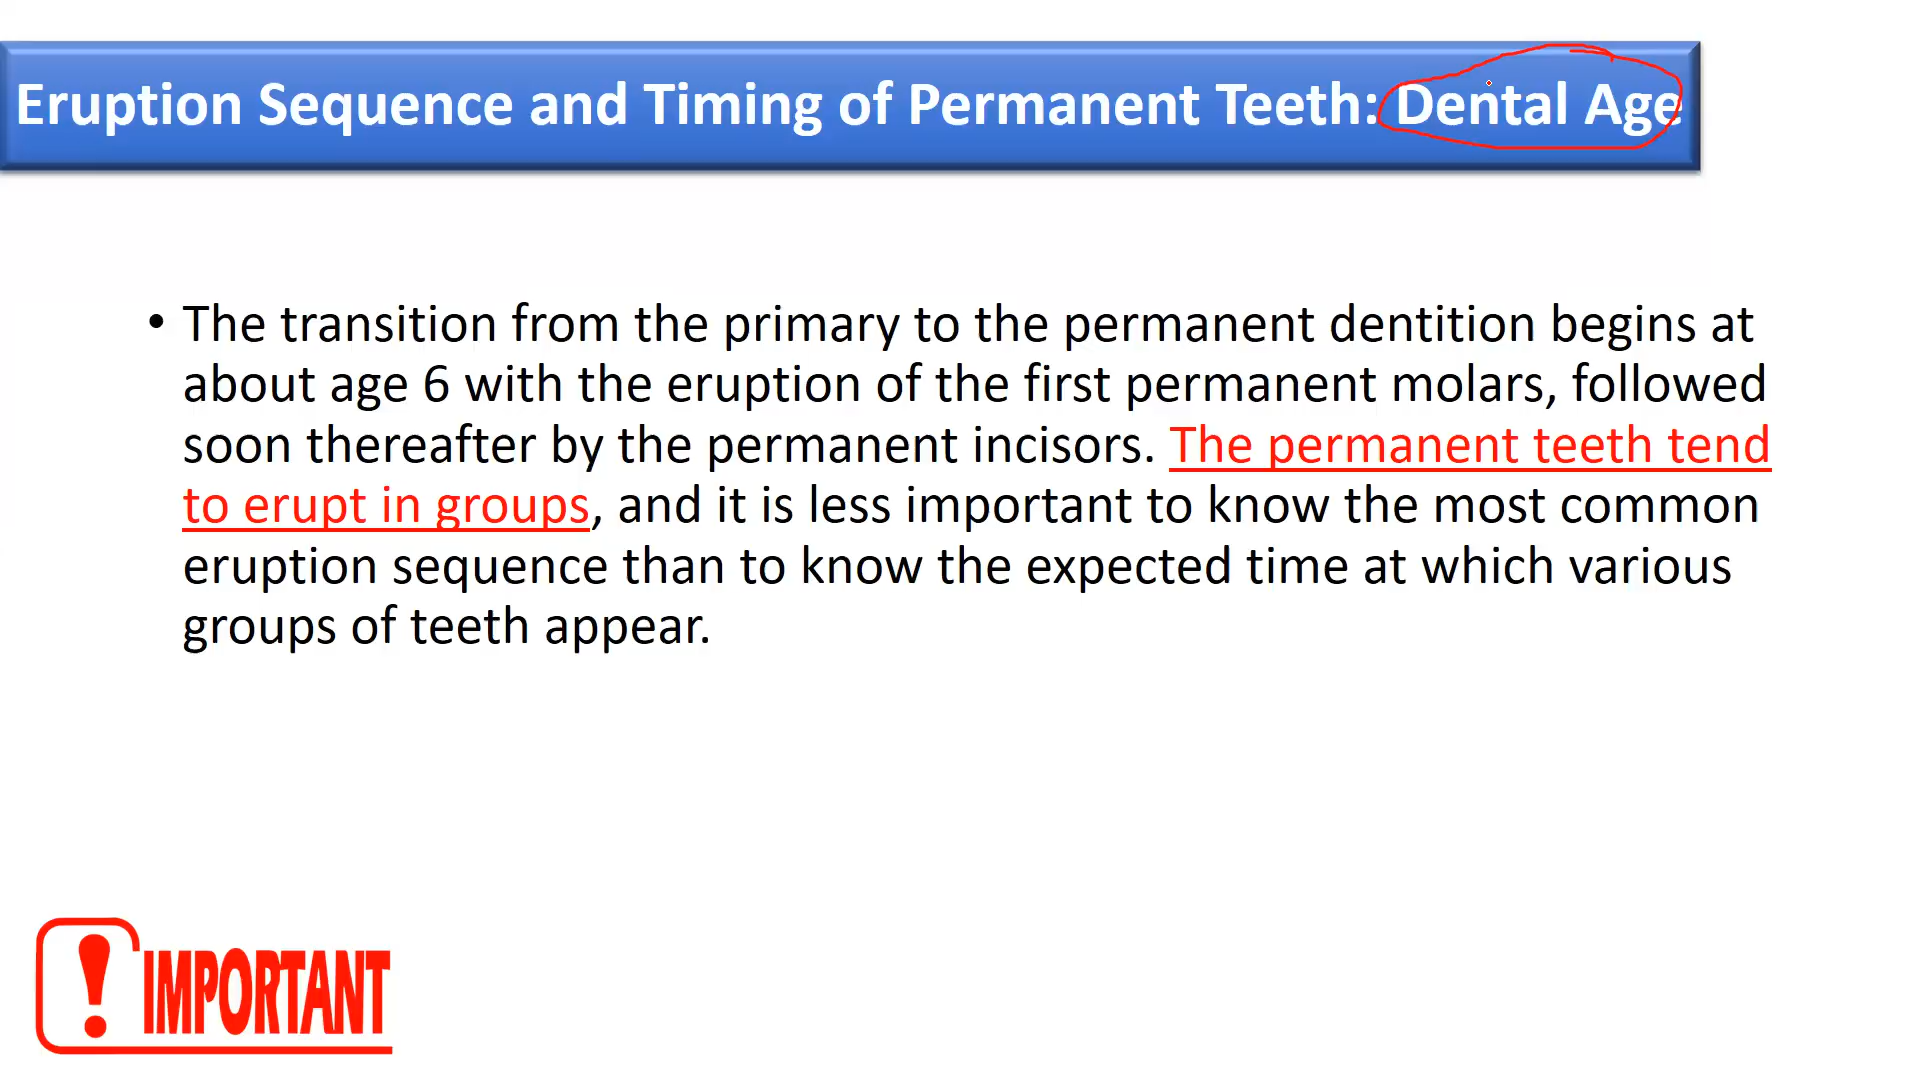 Eruption Sequence and Timing of Permanent Teeth: Dental Age
• The transition from the primary to the permanent dentition begins at
about age 6 with the eruption of the first permanent molars, followed
soon thereafter by the permanent incisors. The permanent teeth tend
to erupt in groups, and it is less important to know the most common
eruption sequence than to know the expected time at which various
groups of teeth appear.
! IMPORTANT